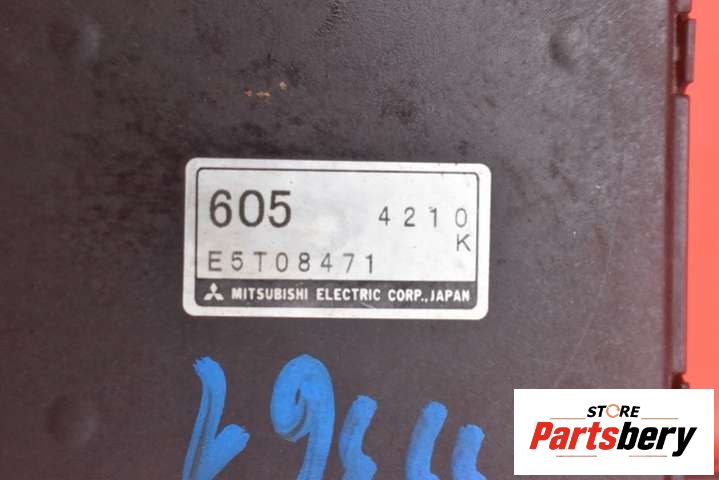 605 4210
K
E5T08471
MITSUBISHI ELECTRIC CORP., JAPAN
STORE
Partsbery